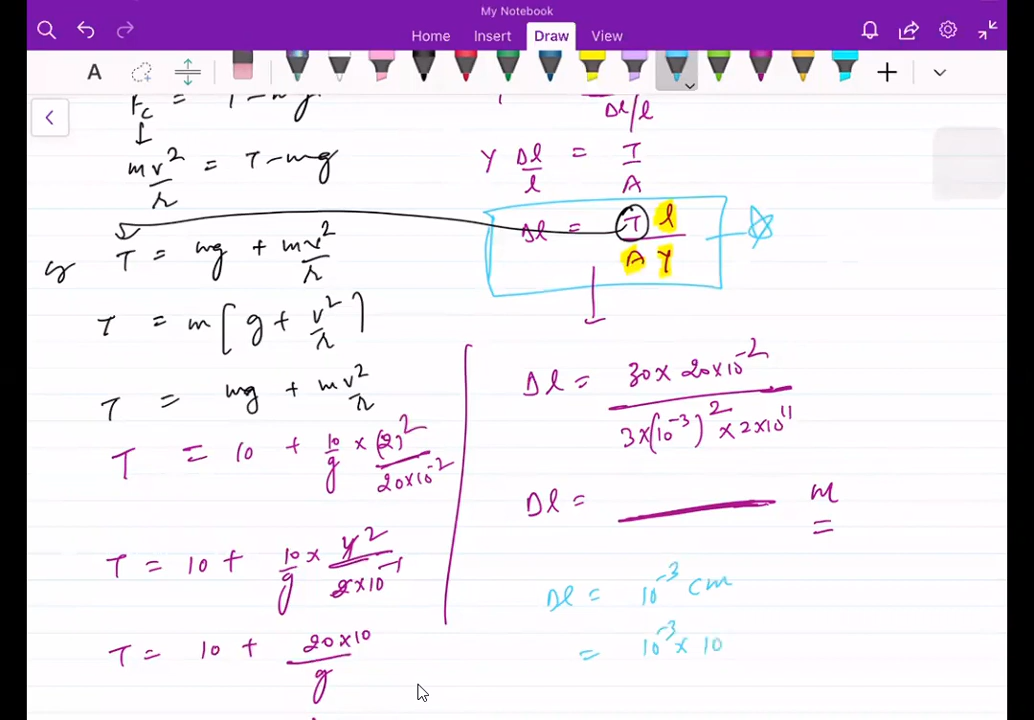 My Notebook
Home Insert Draw View
A
F_c = T - mg
↓
mv²/r = T - mg
T = mg + mv²/r
T = m[g + v²/r]
T = mg + mv²/r
T = 10 + 10/g × (2)²/20×10⁻²
T = 10 + 10/g × 4²/2×10⁻¹
T = 10 + 20×10/g
Δl/l
Y Δl/l = T/A
Δl = T l/A Y
Δl = 30× 20×10⁻²/3×(10⁻³)² × 2×10¹¹
Δl = m
=
Δl = 10⁻³ cm
= 10⁻³ × 10